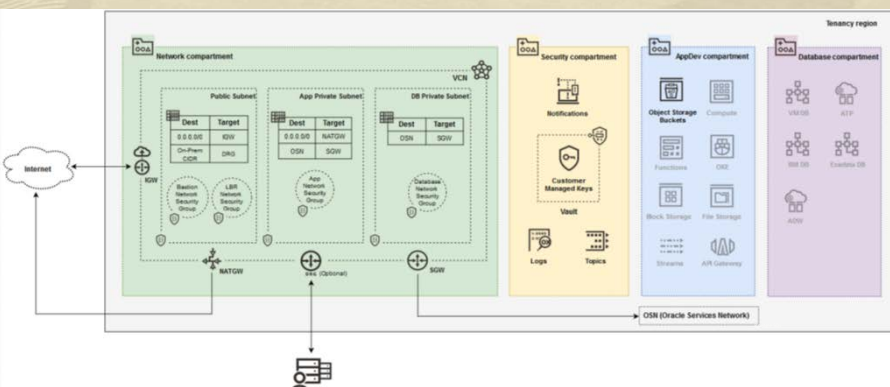 Tenancy region
Network compartment
VCN
Public Subnet
Dest Target
0.0.0.0/0 IGW
On-Prem
CIDR
DRG
Bastion
Network
Security
Group
LBR
Network
Security
Group
App Private Subnet
Dest Target
0.0.0.0/0 NATGW
OSN SGW
App
Network
Security
Group
DB Private Subnet
Dest Target
OSN SGW
Database
Network
Security
Group
Internet
IGW
NATGW
(Optional)
SGW
Security compartment
Notifications
Customer
Managed Keys
Vault
Logs
Topics
AppDev compartment
Object Storage
Buckets
Compute
Functions
OKE
Block Storage
File Storage
Streams
API Gateway
Database compartment
VM DB
ATP
BM DB
Exadata DB
ADW
OSN (Oracle Services Network)